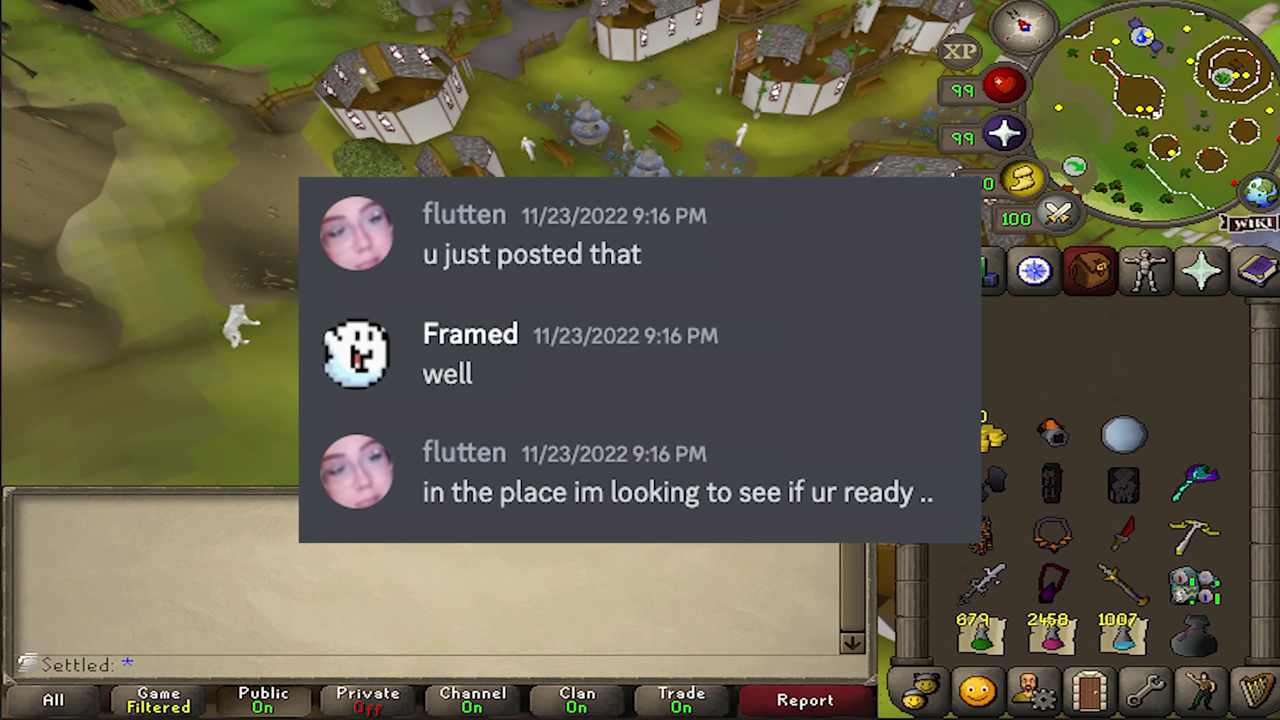 XP
99
99
0
100
WIKI
flutten 11/23/2022 9:16 PM
u just posted that
Framed 11/23/2022 9:16 PM
well
flutten 11/23/2022 9:16 PM
in the place im looking to see if ur ready ..
0
679 2458 1007
Settled: *
All
Game
Filtered
Public
On
Private
Off
Channel
On
Clan
On
Trade
On
Report